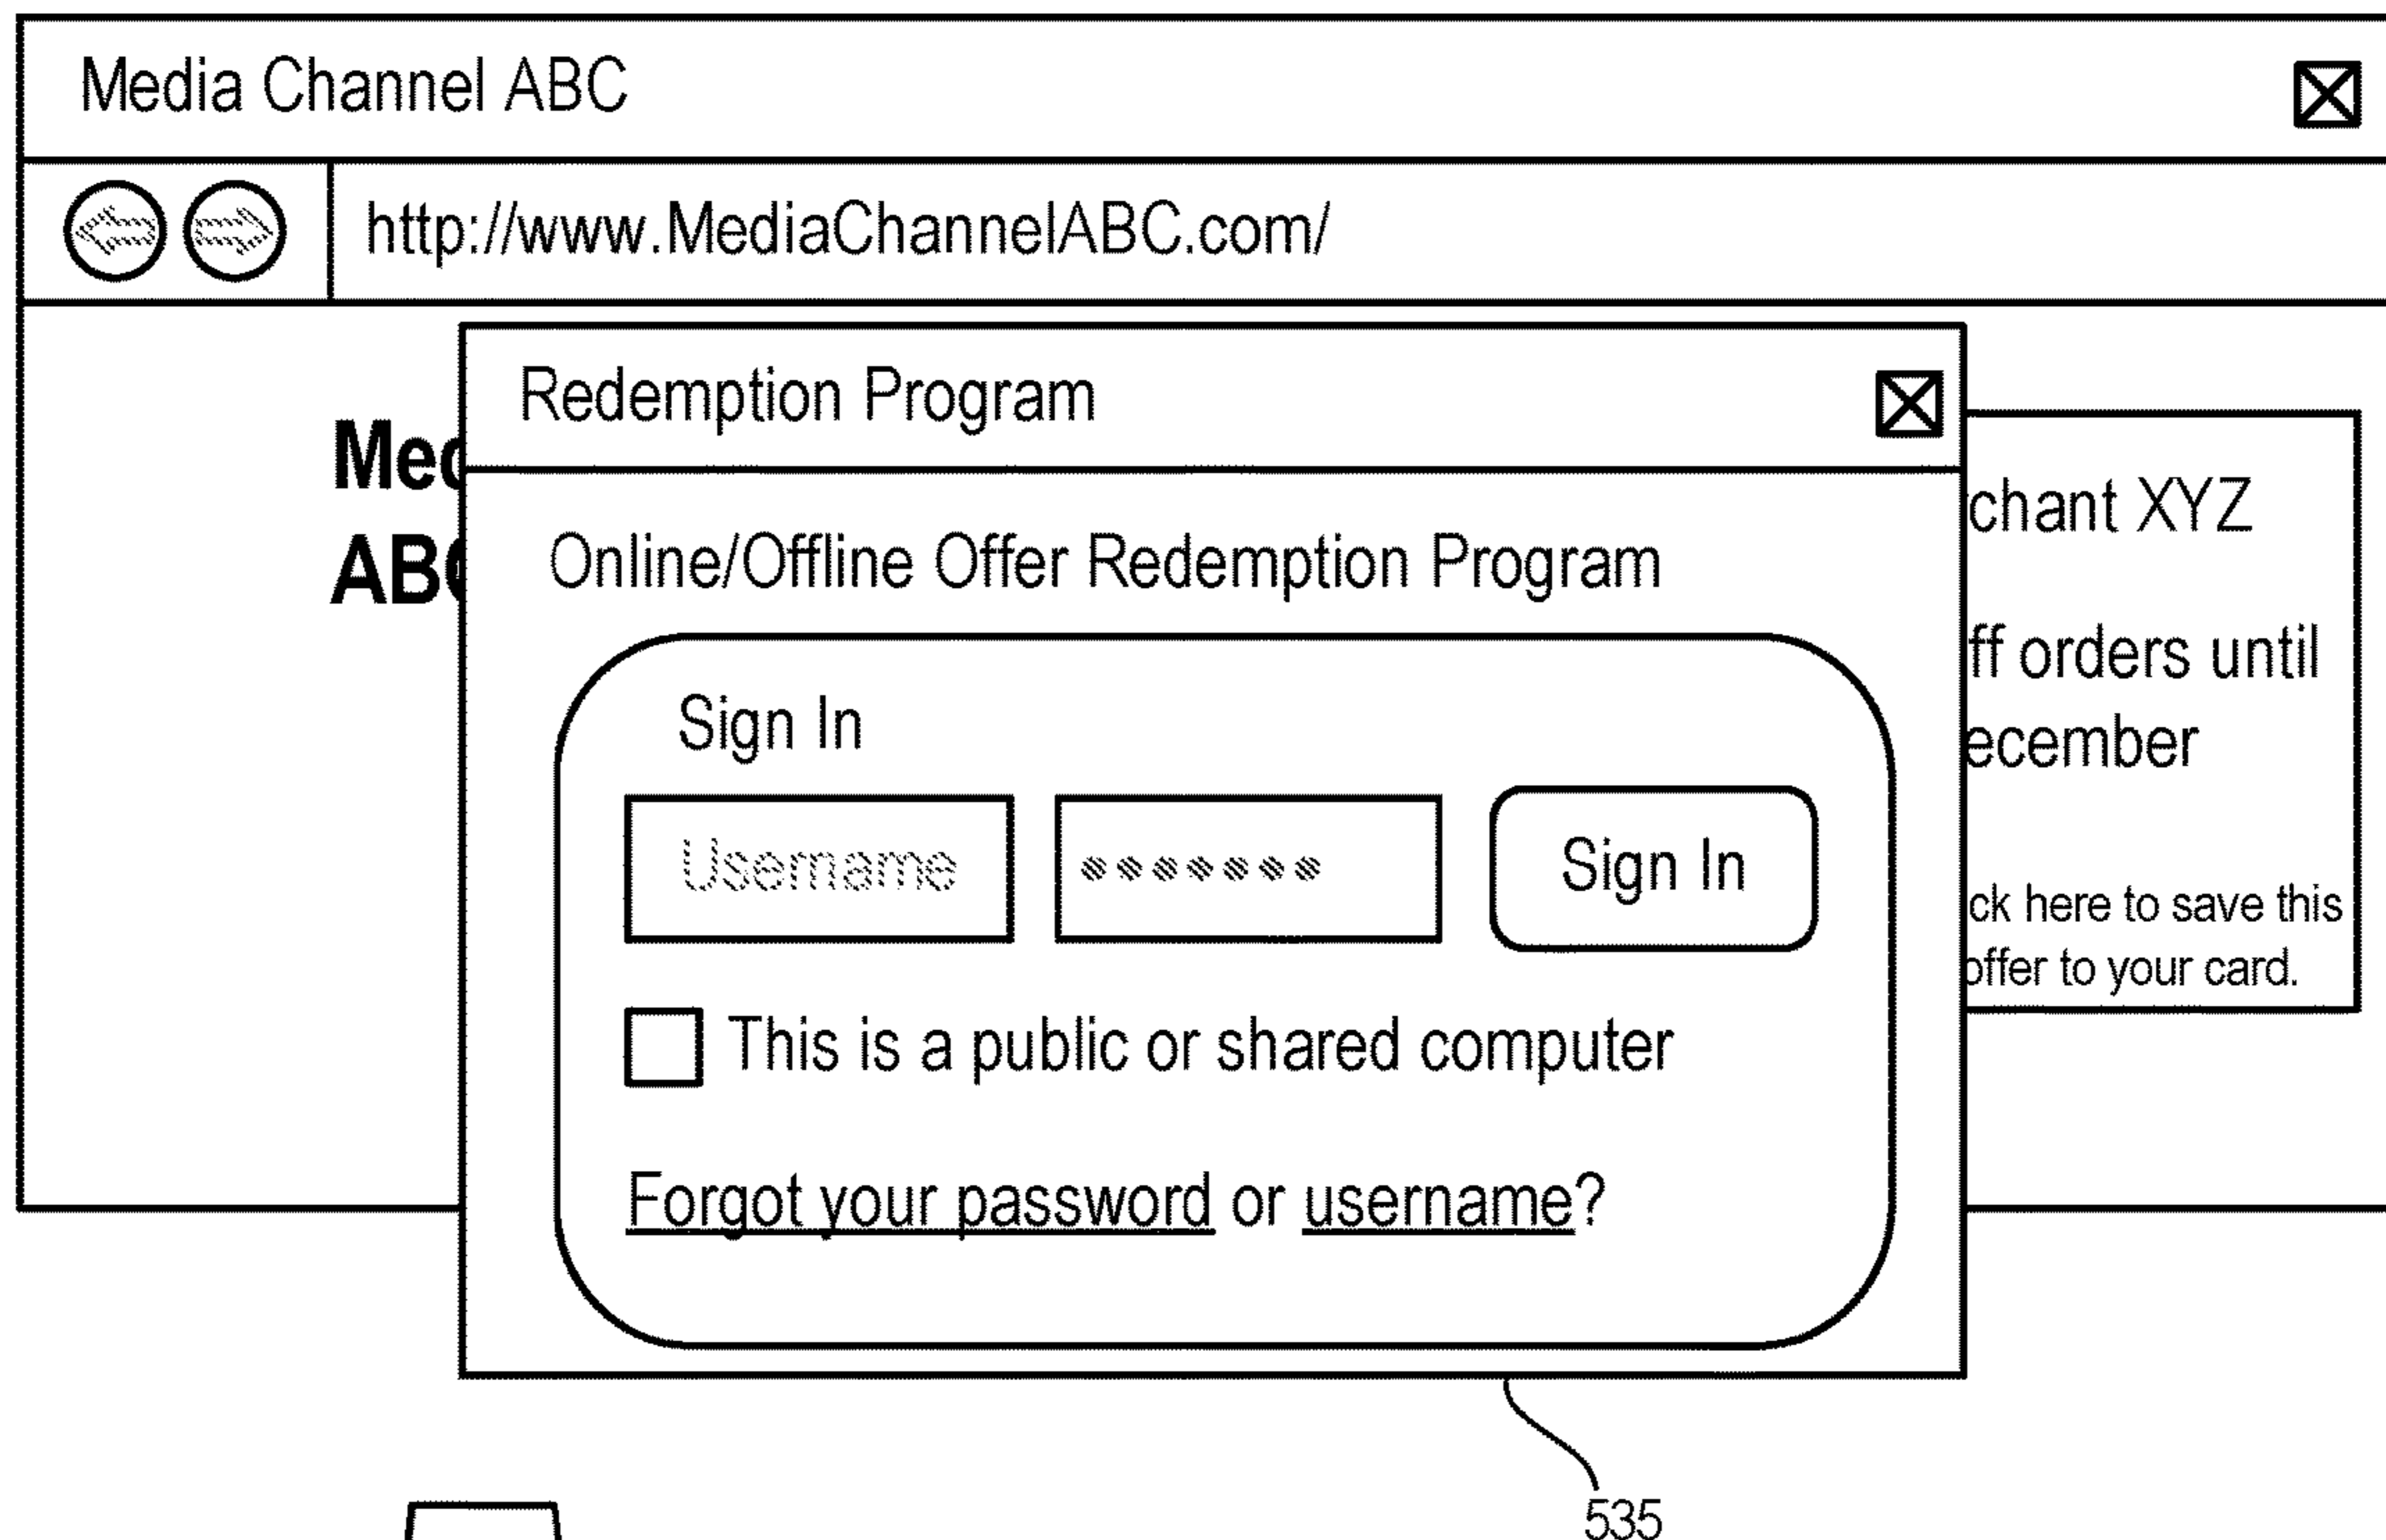 Media Channel ABC
http://www.MediaChannelABC.com/
Redemption Program
Med
ABC
Online/Offline Offer Redemption Program
chant XYZ
ff orders until
ecember
Sign In
Username ●●●●●●● Sign In
ck here to save this
offer to your card.
This is a public or shared computer
Forgot your password or username?
535